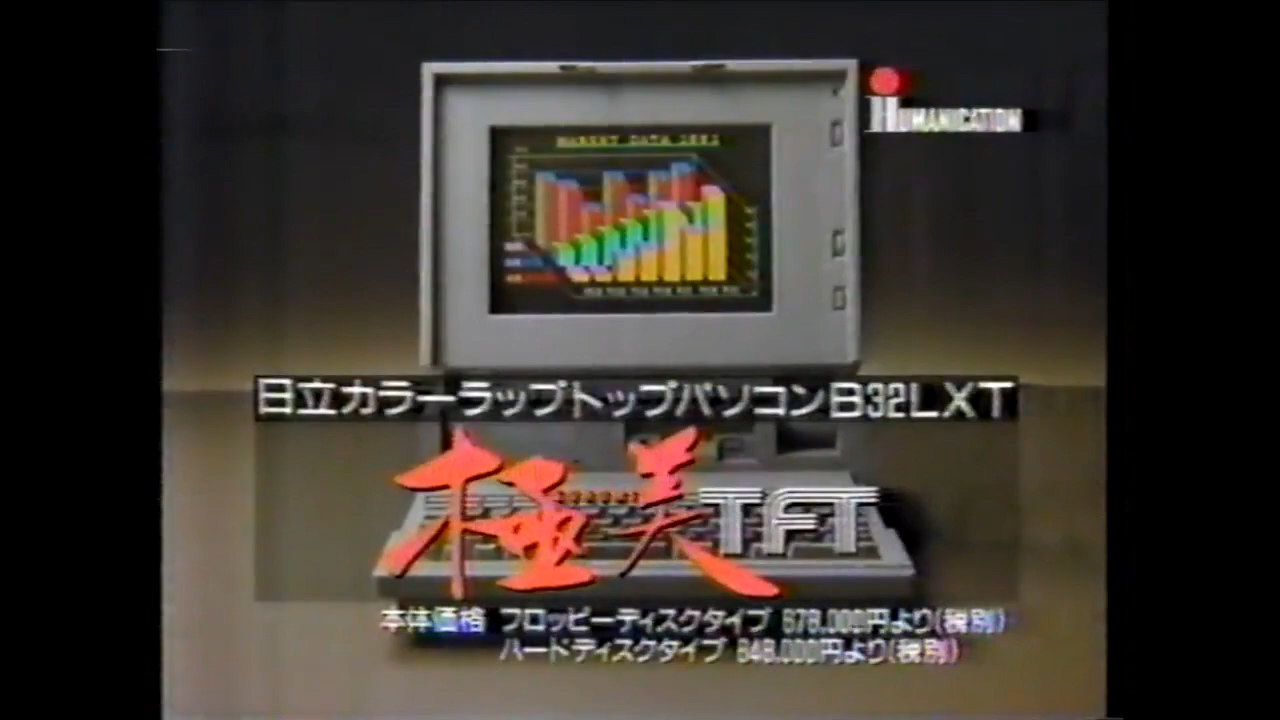 HUMANICATION
MARKET DATA 1991
日立カラーラップトップパソコンB32LXT
極美TFT
本体価格 フロッピーディスクタイプ 678,000円より(税別)
ハードディスクタイプ 848,000円より(税別)